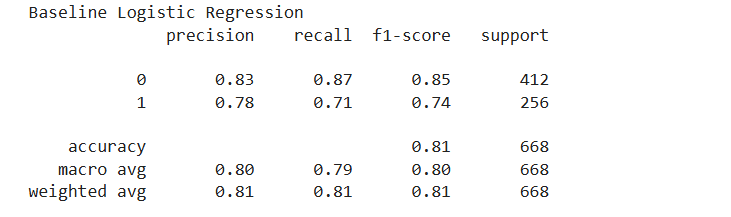 Baseline Logistic Regression
precision recall f1-score support
0 0.83 0.87 0.85 412
1 0.78 0.71 0.74 256
accuracy 0.81 668
macro avg 0.80 0.79 0.80 668
weighted avg 0.81 0.81 0.81 668